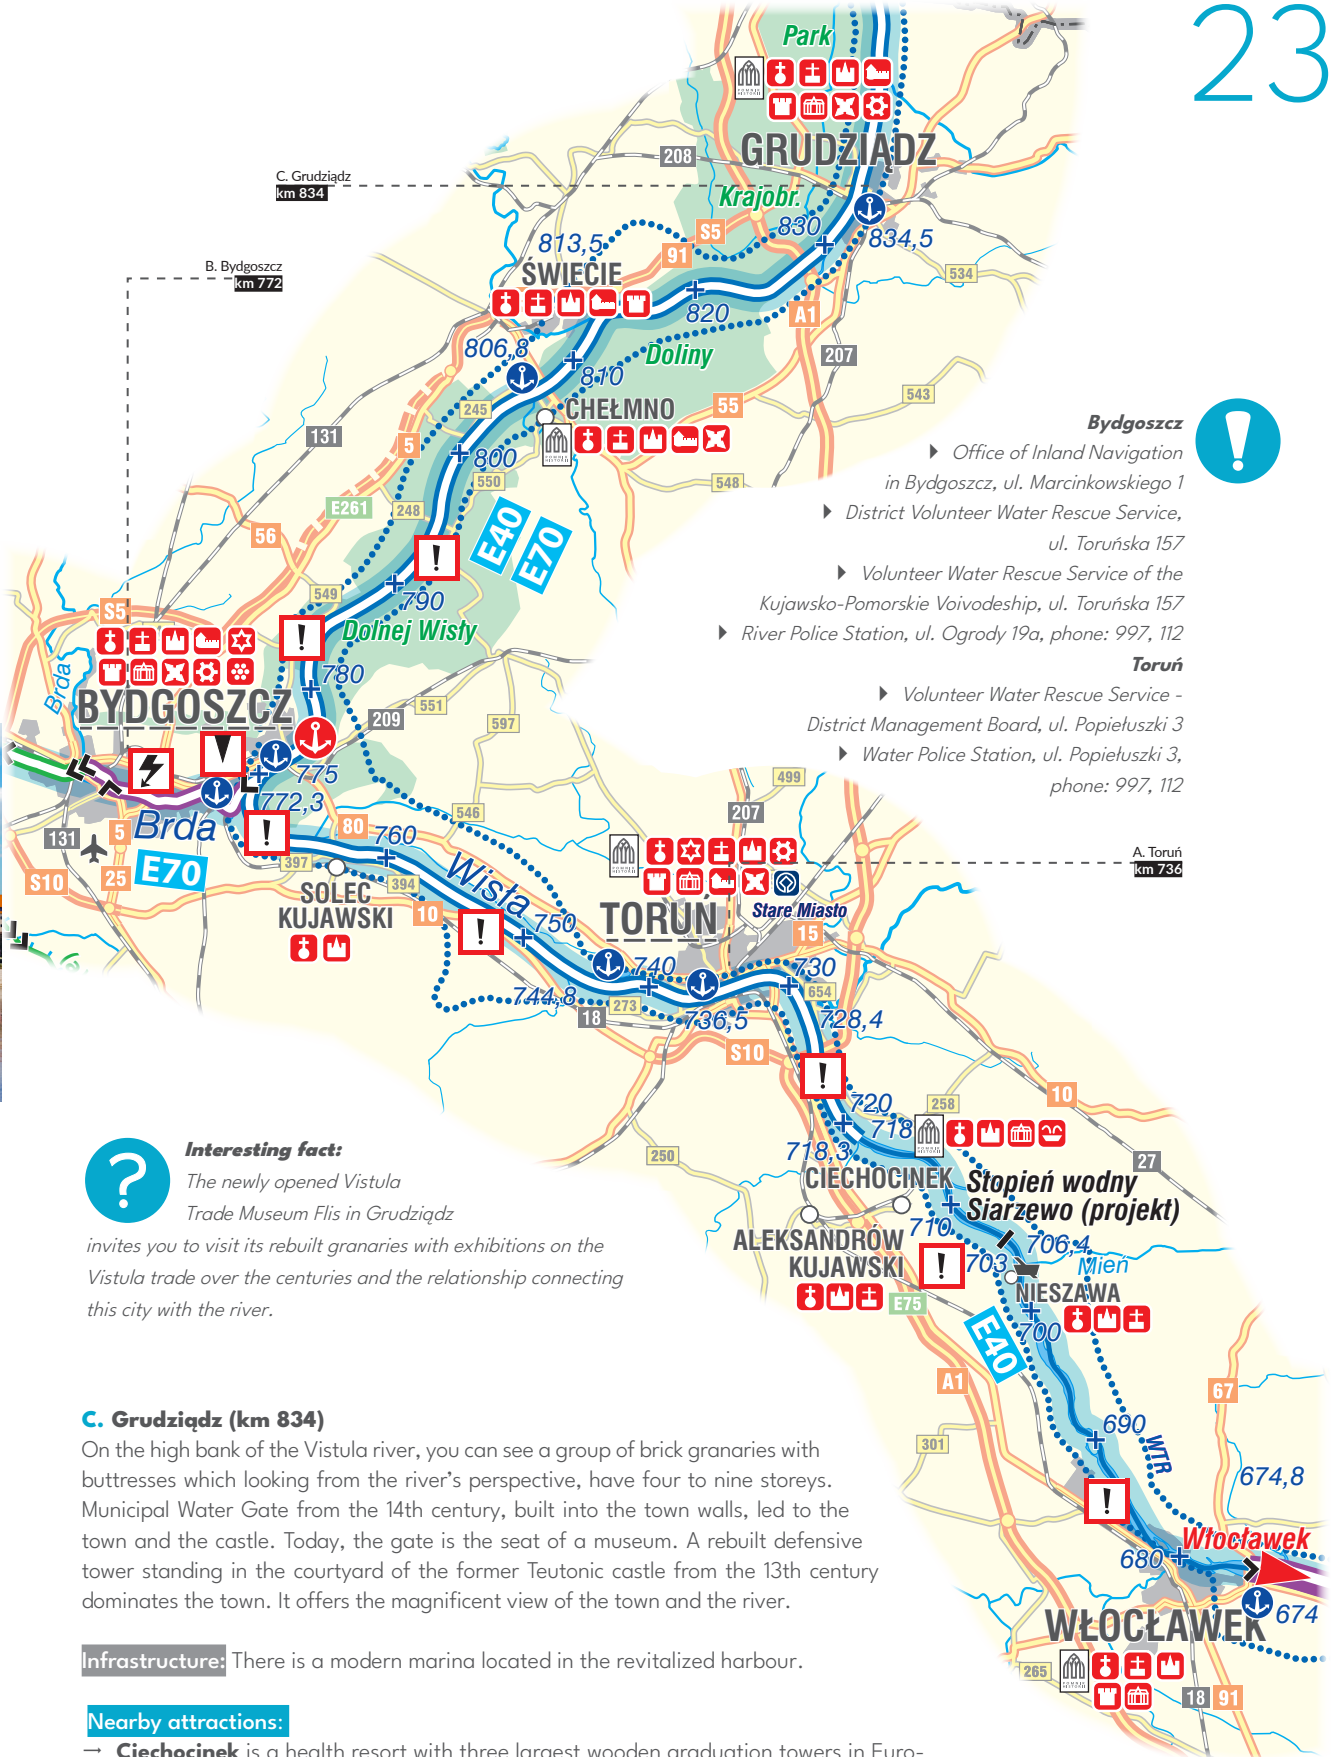 23
Park
GRUDZIĄDZ
208
C. Grudziądz
km 834
Krajobr.
S5
830
834,5
813,5
91
ŚWIECIE
534
B. Bydgoszcz
km 772
820
A1
806,8
Doliny
207
810
543
245
CHEŁMNO
55
131
5
800
550
548
E261
248
56
E40
E70
549
790
Dolnej Wisły
S5
780
Brda
BYDGOSZCZ
551
209
597
775
772,3
499
Brda
131
5
80
760
546
207
E70
397
S10
25
SOLEC
KUJAWSKI
394
10
Wisła
750
TORUŃ
Stare Miasto
15
740
730
744,8
273
654
18
736,5
728,4
S10
Bydgoszcz
Office of Inland Navigation
in Bydgoszcz, ul. Marcinkowskiego 1
District Volunteer Water Rescue Service,
ul. Toruńska 157
Volunteer Water Rescue Service of the
Kujawsko-Pomorskie Voivodeship, ul. Toruńska 157
River Police Station, ul. Ogrody 19a, phone: 997, 112
Toruń
Volunteer Water Rescue Service -
District Management Board, ul. Popiełuszki 3
Water Police Station, ul. Popiełuszki 3,
phone: 997, 112
A. Toruń
km 736
720
258
10
718
718,3
250
27
CIECHOCINEK
Stopień wodny
Siarzewo (projekt)
710
ALEKSANDRÓW
KUJAWSKI
706,4
703
Mień
NIESZAWA
E75
700
E40
A1
67
690
301
WTR
674,8
Włocławek
680
674
WŁOCŁAWEK
265
18
91
Interesting fact:
The newly opened Vistula
Trade Museum Flis in Grudziądz
invites you to visit its rebuilt granaries with exhibitions on the
Vistula trade over the centuries and the relationship connecting
this city with the river.
C. Grudziądz (km 834)
On the high bank of the Vistula river, you can see a group of brick granaries with
buttresses which looking from the river's perspective, have four to nine storeys.
Municipal Water Gate from the 14th century, built into the town walls, led to the
town and the castle. Today, the gate is the seat of a museum. A rebuilt defensive
tower standing in the courtyard of the former Teutonic castle from the 13th century
dominates the town. It offers the magnificent view of the town and the river.
Infrastructure: There is a modern marina located in the revitalized harbour.
Nearby attractions:
→ Ciechocinek is a health resort with three largest wooden graduation towers in Euro-